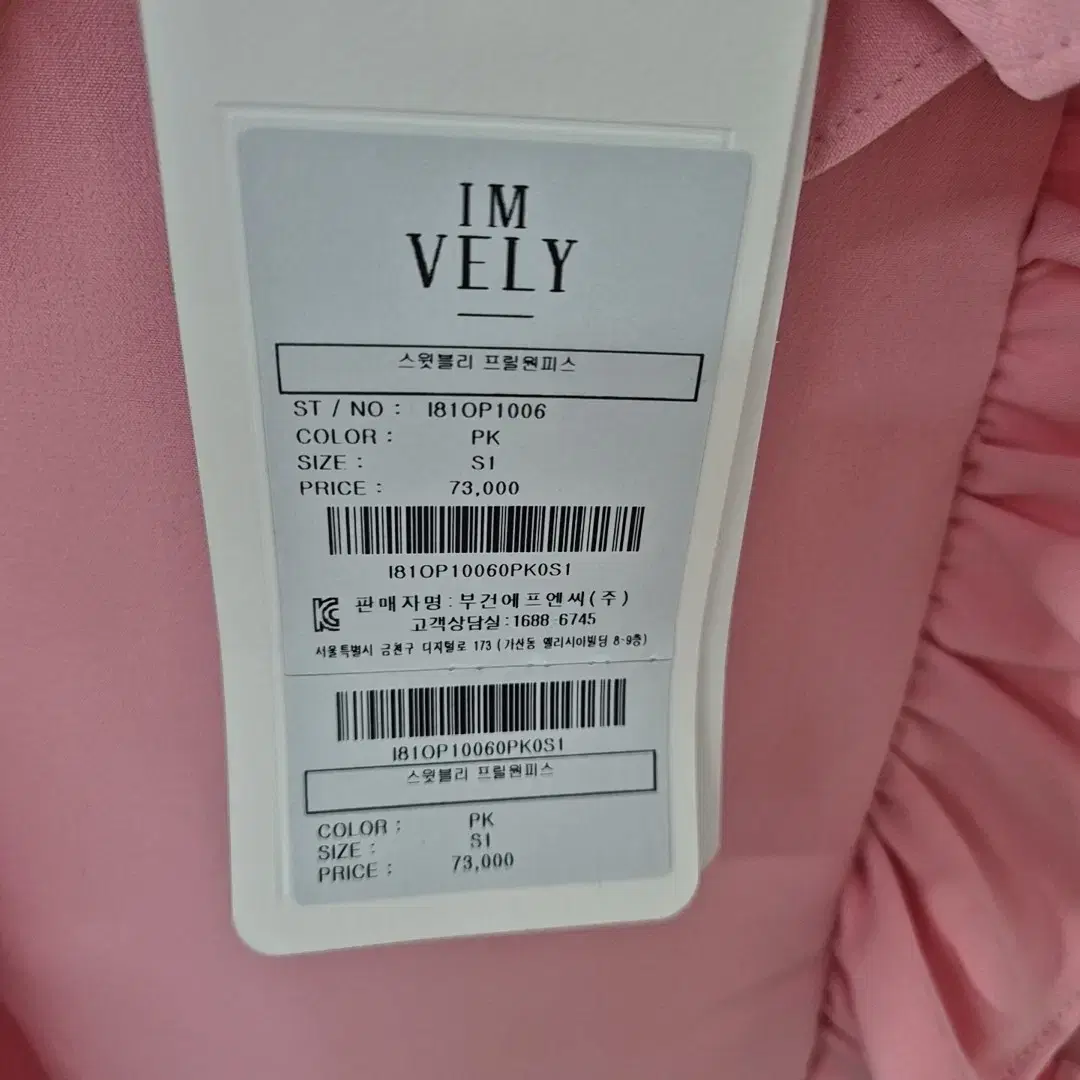 IM
VELY
스윗블리 프릴원피스
ST / NO : I81OP1006
COLOR : PK
SIZE : S1
PRICE : 73,000
I81OP10060PK0S1
판매자명:부건에프엔씨(주)
고객상담실:1688-6745
서울특별시 금천구 디지털로 173 (가산동 엘리시아빌딩 8-9층)
I81OP10060PK0S1
스윗블리 프릴원피스
COLOR : PK
SIZE : S1
PRICE : 73,000